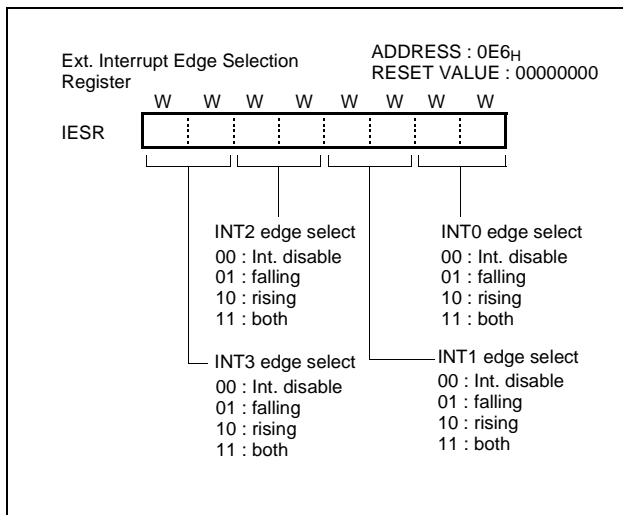 Ext. Interrupt Edge Selection
Register
ADDRESS : 0E6H
RESET VALUE : 00000000
W W W W W W W W
IESR
INT2 edge select
00 : Int. disable
01 : falling
10 : rising
11 : both
INT0 edge select
00 : Int. disable
01 : falling
10 : rising
11 : both
INT3 edge select
00 : Int. disable
01 : falling
10 : rising
11 : both
INT1 edge select
00 : Int. disable
01 : falling
10 : rising
11 : both